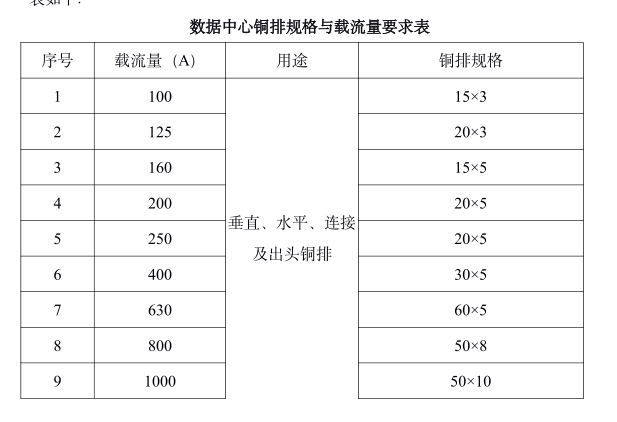 表如下:
数据中心铜排规格与载流量要求表
序号 载流量（A） 用途 铜排规格
1 100 15×3
2 125 20×3
3 160 15×5
4 200 20×5
垂直、水平、连接
5 250 20×5
及出头铜排
6 400 30×5
7 630 60×5
8 800 50×8
9 1000 50×10